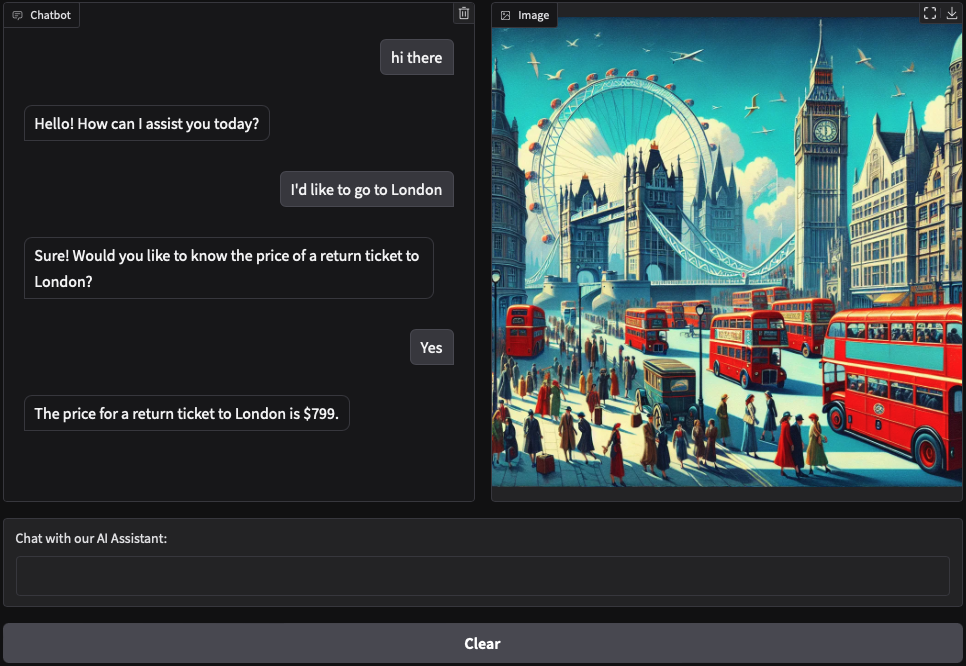 Chatbot
hi there
Hello! How can I assist you today?
I'd like to go to London
Sure! Would you like to know the price of a return ticket to
London?
Yes
The price for a return ticket to London is $799.
Image
Chat with our AI Assistant:
Clear